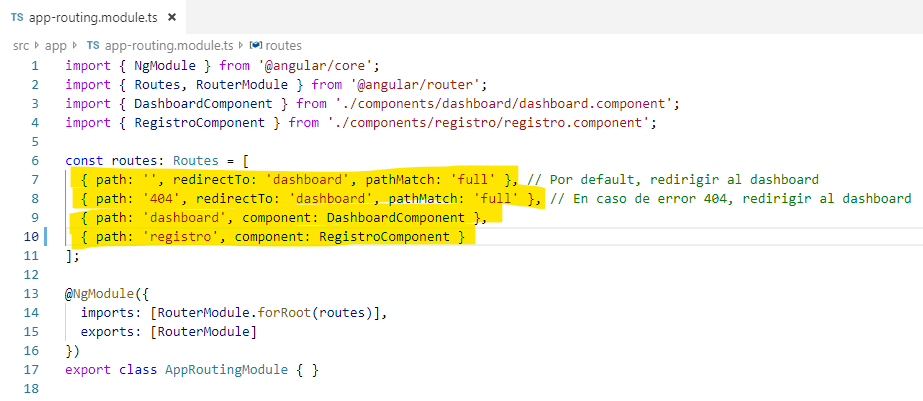 TS app-routing.module.ts ×
src > app > TS app-routing.module.ts > routes
1 import { NgModule } from '@angular/core';
2 import { Routes, RouterModule } from '@angular/router';
3 import { DashboardComponent } from './components/dashboard/dashboard.component';
4 import { RegistroComponent } from './components/registro/registro.component';
5
6 const routes: Routes = [
7 { path: '', redirectTo: 'dashboard', pathMatch: 'full' }, // Por default, redirigir al dashboard
8 { path: '404', redirectTo: 'dashboard', pathMatch: 'full' }, // En caso de error 404, redirigir al dashboard
9 { path: 'dashboard', component: DashboardComponent },
10 { path: 'registro', component: RegistroComponent }
11 ];
12
13 @NgModule({
14 imports: [RouterModule.forRoot(routes)],
15 exports: [RouterModule]
16 })
17 export class AppRoutingModule { }
18